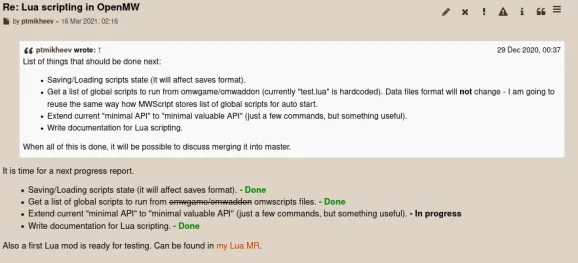 Re: Lua scripting in OpenMW
by ptmikheev » 16 Mar 2021, 02:16
ptmikheev wrote: ↑ 29 Dec 2020, 00:37
List of things that should be done next:
• Saving/Loading scripts state (it will affect saves format).
• Get a list of global scripts to run from omwgame/omwaddon (currently "test.lua" is hardcoded). Data files format will not change - I am going to
reuse the same way how MWScript stores list of global scripts for auto start.
• Extend current "minimal API" to "minimal valuable API" (just a few commands, but something useful).
• Write documentation for Lua scripting.
When all of this is done, it will be possible to discuss merging it into master.
It is time for a next progress report.
• Saving/Loading scripts state (it will affect saves format). - Done
• Get a list of global scripts to run from omwgame/omwaddon omwscripts files. - Done
• Extend current "minimal API" to "minimal valuable API" (just a few commands, but something useful). - In progress
• Write documentation for Lua scripting. - Done
Also a first Lua mod is ready for testing. Can be found in my Lua MR.